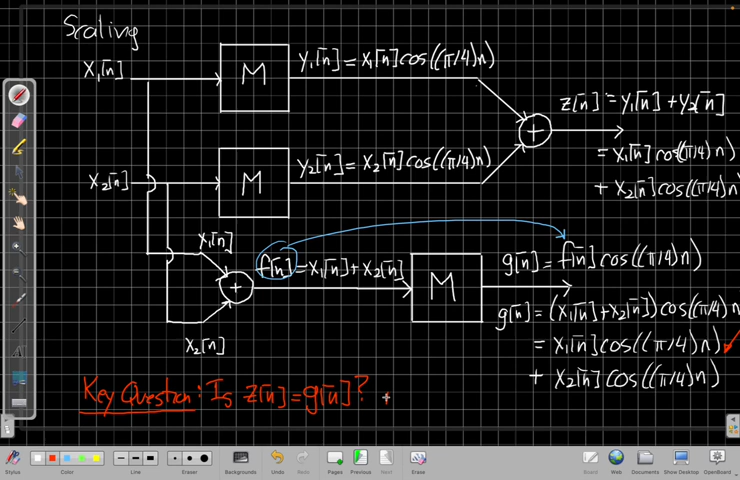 Scaling
x₁[n]
M
y₁[n] = x₁[n] cos((π/4)n)
x₂[n]
M
y₂[n] = x₂[n] cos((π/4)n)
+
z[n] = y₁[n] + y₂[n]
= x₁[n] cos((π/4)n)
+ x₂[n] cos((π/4)n)
x₁[n]
x₂[n]
+
f[n] = x₁[n] + x₂[n]
M
g[n] = f[n] cos((π/4)n)
g[n] = (x₁[n] + x₂[n]) cos((π/4)n)
= x₁[n] cos((π/4)n) ✓
+ x₂[n] cos((π/4)n)
Key Question: Is z[n] = g[n]?
Stylus
Color
Line
Eraser
Backgrounds
Undo
Redo
Pages
Previous
Next
Erase
Board
Web
Documents
Show Desktop
OpenBoard